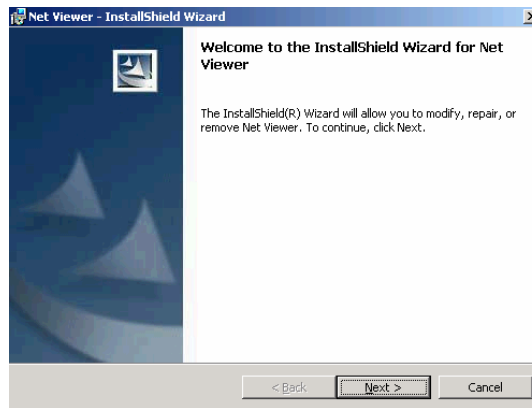 Net Viewer - InstallShield Wizard
Welcome to the InstallShield Wizard for Net
Viewer
The InstallShield(R) Wizard will allow you to modify, repair, or
remove Net Viewer. To continue, click Next.
< Back
Next >
Cancel